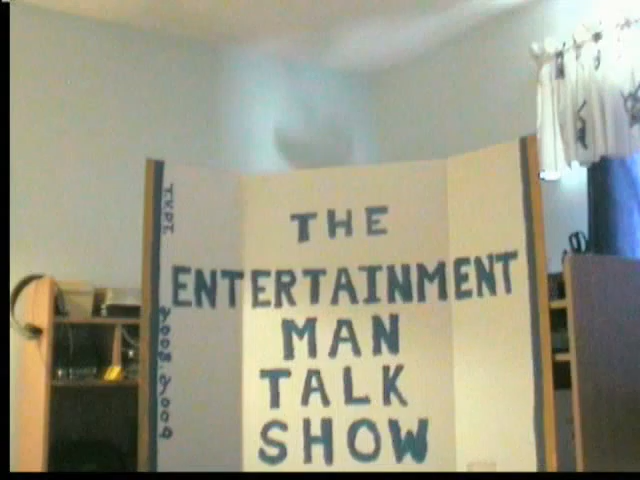 T.V.P.T.
THE
ENTERTAINMENT
MAN
TALK
SHOW